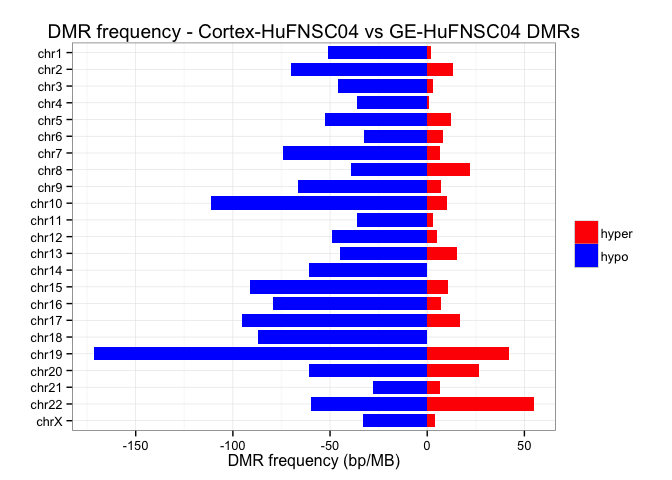 DMR frequency - Cortex-HuFNSC04 vs GE-HuFNSC04 DMRs
chr1
chr2
chr3
chr4
chr5
chr6
chr7
chr8
chr9
chr10
chr11
chr12
chr13
chr14
chr15
chr16
chr17
chr18
chr19
chr20
chr21
chr22
chrX
-150 -100 -50 0 50
DMR frequency (bp/MB)
hyper
hypo